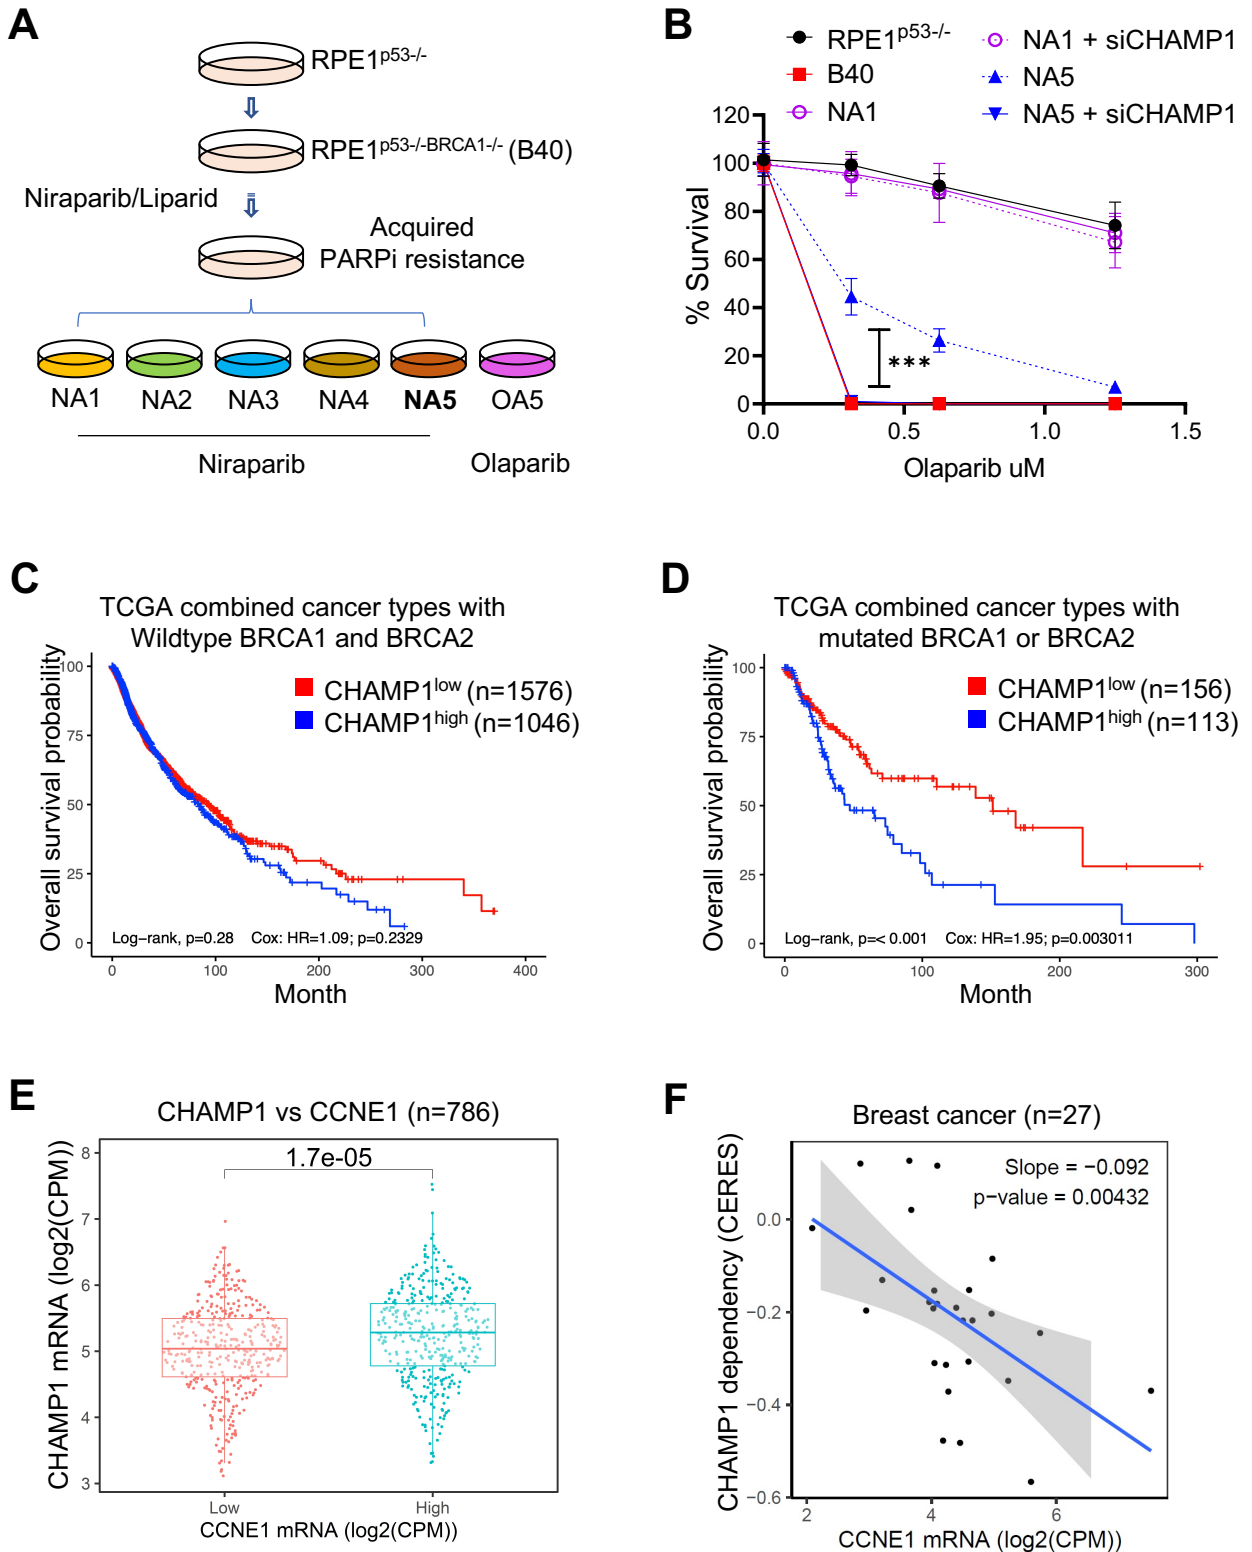 A
RPE1p53-/-
RPE1p53-/-BRCA1-/- (B40)
Niraparib/Liparid
Acquired
PARPi resistance
NA1 NA2 NA3 NA4 NA5 OA5
Niraparib Olaparib
B
RPE1p53-/-
B40
NA1
NA1 + siCHAMP1
NA5
NA5 + siCHAMP1
% Survival
120
100
80
60
40
20
0
***
0.0 0.5 1.0 1.5
Olaparib uM
C
TCGA combined cancer types with
Wildtype BRCA1 and BRCA2
CHAMP1low (n=1576)
CHAMP1high (n=1046)
Overall survival probability
100
75
50
25
0
Log-rank, p=0.28 Cox: HR=1.09; p=0.2329
0 100 200 300 400
Month
D
TCGA combined cancer types with
mutated BRCA1 or BRCA2
CHAMP1low (n=156)
CHAMP1high (n=113)
Overall survival probability
100
75
50
25
0
Log-rank, p=< 0.001 Cox: HR=1.95; p=0.003011
0 100 200 300
Month
E
CHAMP1 vs CCNE1 (n=786)
1.7e-05
CHAMP1 mRNA (log2(CPM))
8
7
6
5
4
3
Low High
CCNE1 mRNA (log2(CPM))
F
Breast cancer (n=27)
Slope = −0.092
p−value = 0.00432
CHAMP1 dependency (CERES)
0.0
−0.2
−0.4
−0.6
2 4 6
CCNE1 mRNA (log2(CPM))